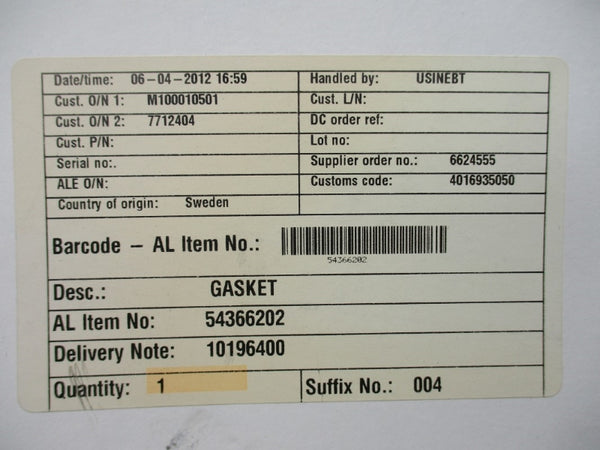 Date/time: 06-04-2012 16:59 Handled by: USINEBT
Cust. O/N 1: M100010501 Cust. L/N:
Cust. O/N 2: 7712404 DC order ref:
Cust. P/N: Lot no:
Serial no:. Supplier order no.: 6624555
ALE O/N: Customs code: 4016935050
Country of origin: Sweden
Barcode - AL Item No.:
54366202
Desc.: GASKET
AL Item No: 54366202
Delivery Note: 10196400
Quantity: 1 Suffix No.: 004